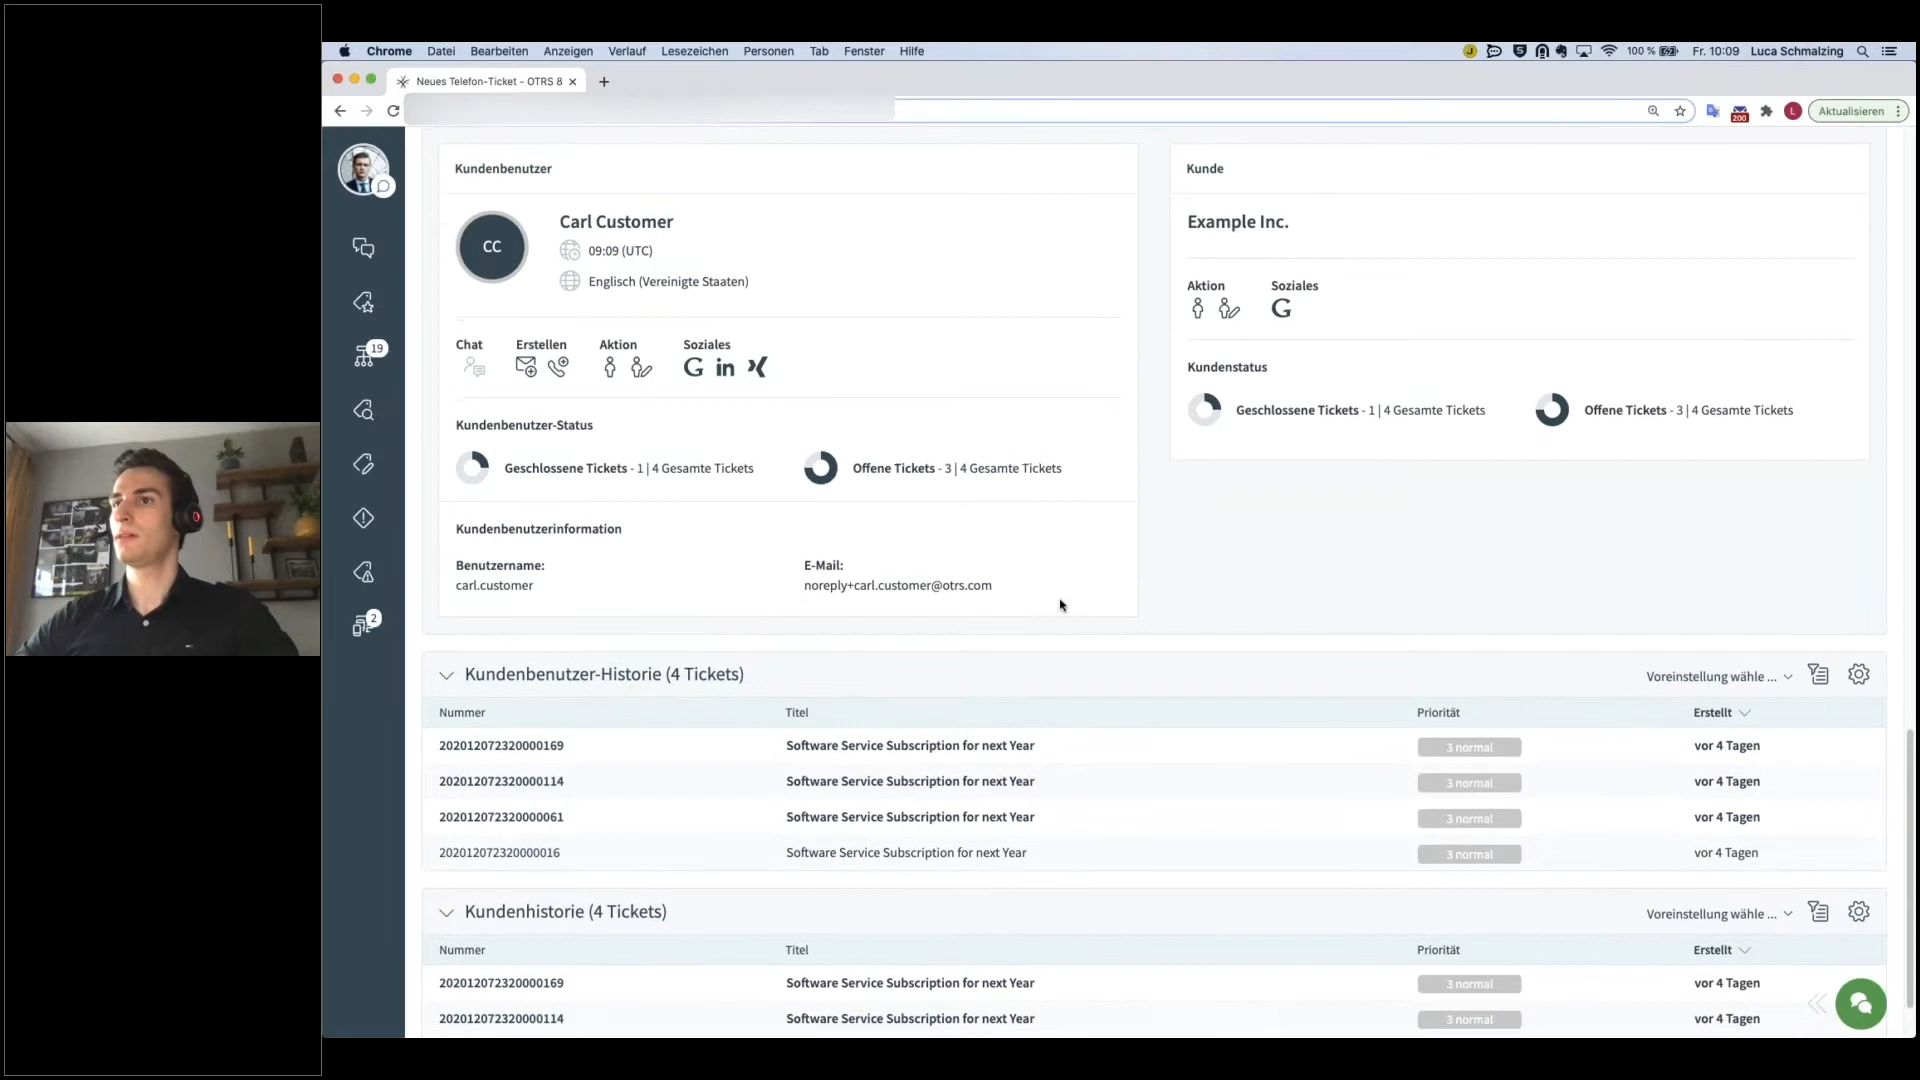 Chrome Datei Bearbeiten Anzeigen Verlauf Lesezeichen Personen Tab Fenster Hilfe 100 % Fr. 10:09 Luca Schmalzing
Neues Telefon-Ticket - OTRS 8
200 L Aktualisieren
Kundenbenutzer
Kunde
CC
Carl Customer
09:09 (UTC)
Englisch (Vereinigte Staaten)
Example Inc.
Aktion Soziales
G
Chat Erstellen Aktion Soziales
G in
Kundenstatus
Geschlossene Tickets - 1 | 4 Gesamte Tickets
Offene Tickets - 3 | 4 Gesamte Tickets
Kundenbenutzer-Status
Geschlossene Tickets - 1 | 4 Gesamte Tickets
Offene Tickets - 3 | 4 Gesamte Tickets
Kundenbenutzerinformation
Benutzername:
carl.customer
E-Mail:
noreply+carl.customer@otrs.com
19
2
Kundenbenutzer-Historie (4 Tickets)
Voreinstellung wähle ...
Nummer Titel Priorität Erstellt
202012072320000169 Software Service Subscription for next Year 3 normal vor 4 Tagen
202012072320000114 Software Service Subscription for next Year 3 normal vor 4 Tagen
202012072320000061 Software Service Subscription for next Year 3 normal vor 4 Tagen
202012072320000016 Software Service Subscription for next Year 3 normal vor 4 Tagen
Kundenhistorie (4 Tickets)
Voreinstellung wähle ...
Nummer Titel Priorität Erstellt
202012072320000169 Software Service Subscription for next Year 3 normal vor 4 Tagen
202012072320000114 Software Service Subscription for next Year 3 normal vor 4 Tagen